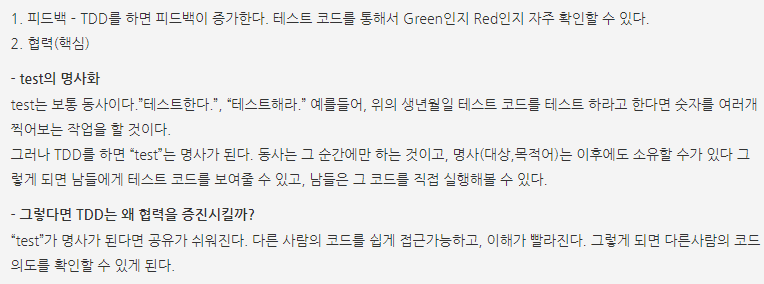 1. 피드백 - TDD를 하면 피드백이 증가한다. 테스트 코드를 통해서 Green인지 Red인지 자주 확인할 수 있다.
2. 협력(핵심)
- test의 명사화
test는 보통 동사이다.”테스트한다.”, “테스트해라.” 예를들어, 위의 생년월일 테스트 코드를 테스트 하라고 한다면 숫자를 여러개
찍어보는 작업을 할 것이다.
그러나 TDD를 하면 “test”는 명사가 된다. 동사는 그 순간에만 하는 것이고, 명사(대상,목적어)는 이후에도 소유할 수가 있다 그
렇게 되면 남들에게 테스트 코드를 보여줄 수 있고, 남들은 그 코드를 직접 실행해볼 수 있다.
- 그렇다면 TDD는 왜 협력을 증진시킬까?
“test”가 명사가 된다면 공유가 쉬워진다. 다른 사람의 코드를 쉽게 접근가능하고, 이해가 빨라진다. 그렇게 되면 다른사람의 코드
의도를 확인할 수 있게 된다.